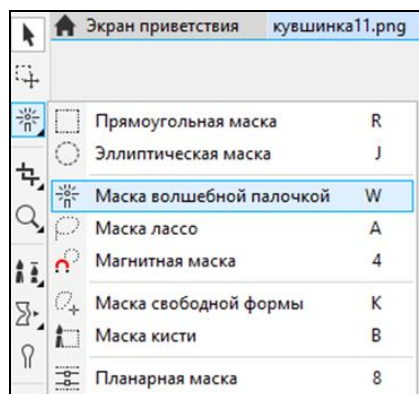 Экран приветствия кувшинка11.png
Прямоугольная маска R
Эллиптическая маска J
Маска волшебной палочкой W
Маска лассо A
Магнитная маска 4
Маска свободной формы K
Маска кисти B
Планарная маска 8